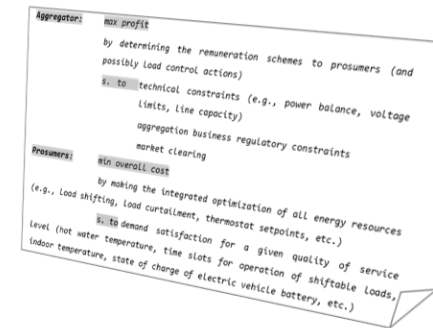 Aggregator: max profit
by determining the remuneration schemes to prosumers (and
possibly load control actions)
s. to technical constraints (e.g., power balance, voltage
limits, line capacity)
aggregation business regulatory constraints
market clearing
Prosumers: min overall cost
by making the integrated optimization of all energy resources
(e.g., load shifting, load curtailment, thermostat setpoints, etc.)
s. to demand satisfaction for a given quality of service
level (hot water temperature, time slots for operation of shiftable loads,
indoor temperature, state of charge of electric vehicle battery, etc.)